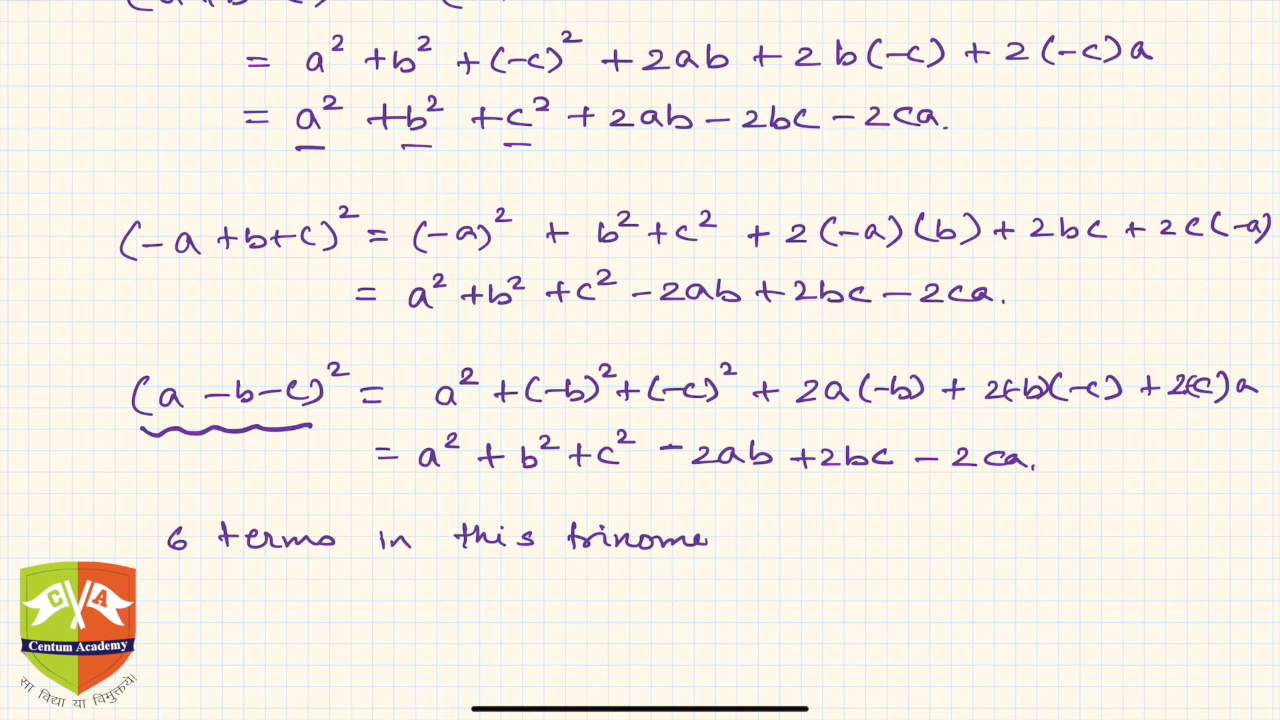 = a² + b² + (-c)² + 2ab + 2b(-c) + 2(-c)a
= a² + b² + c² + 2ab - 2bc - 2ca.
(-a + b + c)² = (-a)² + b² + c² + 2(-a)(b) + 2bc + 2c(-a)
= a² + b² + c² - 2ab + 2bc - 2ca.
(a - b - c)² = a² + (-b)² + (-c)² + 2a(-b) + 2(-b)(-c) + 2(-c)a
= a² + b² + c² - 2ab + 2bc - 2ca.
6 terms in this trinome
C A
Centum Academy
सा विद्या या विमुक्तये।